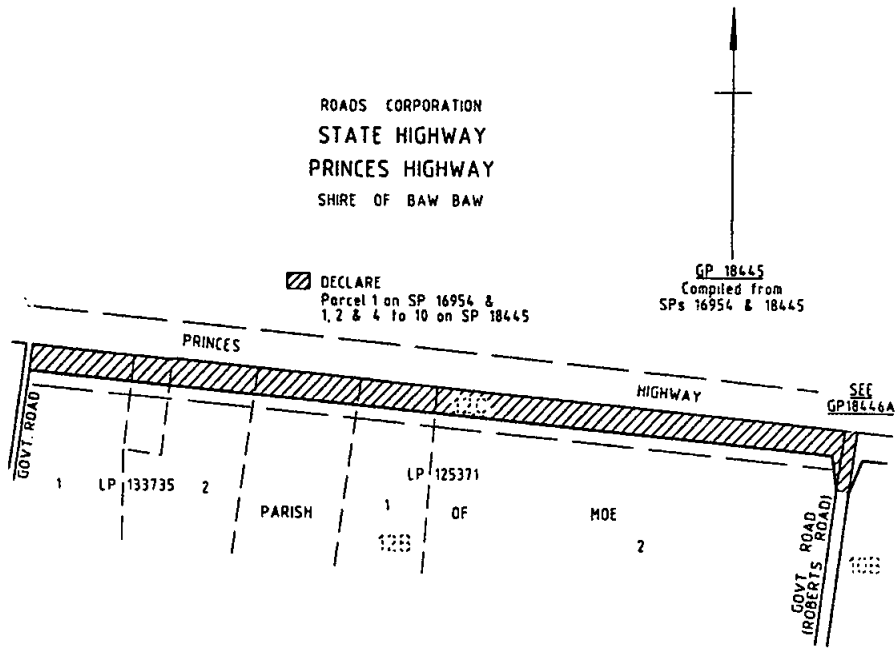 ROADS CORPORATION
STATE HIGHWAY
PRINCES HIGHWAY
SHIRE OF BAW BAW
DECLARE
Parcel 1 on SP 16954 &
1, 2 & 4 to 10 on SP 18445
GP 18445
Compiled from
SPs 16954 & 18445
PRINCES
HIGHWAY
SEE
GP18446A
GOVT. ROAD
1
LP 133735
2
PARISH
LP 125371
1
12B
OF
MOE
2
GOVT ROAD
(ROBERTS ROAD)
10B